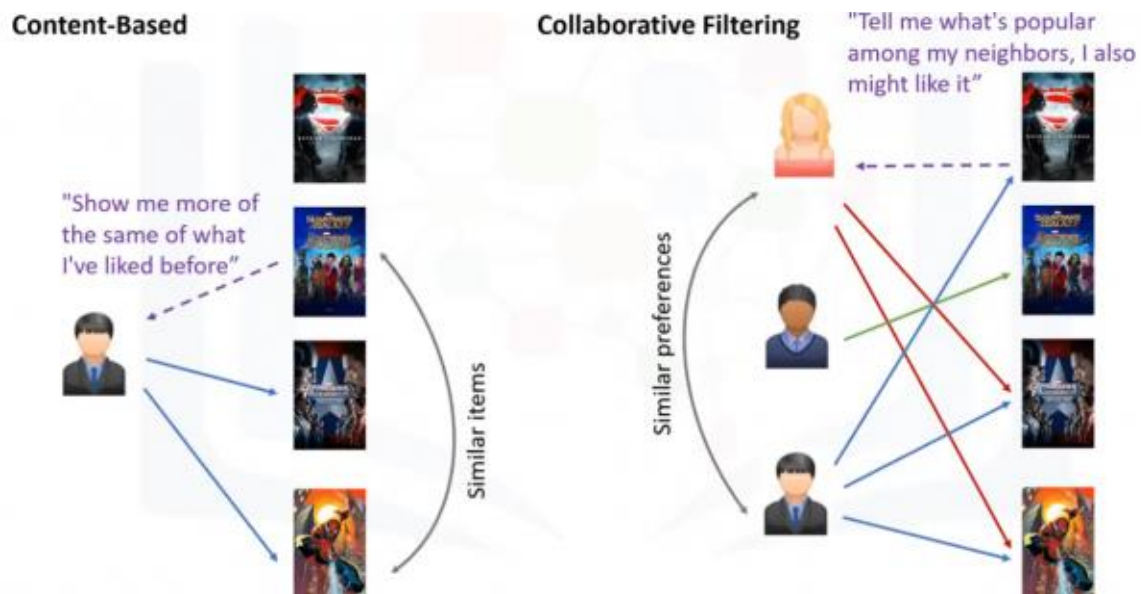 Content-Based
"Show me more of
the same of what
I've liked before”
Similar items
Collaborative Filtering
"Tell me what's popular
among my neighbors, I also
might like it”
Similar preferences